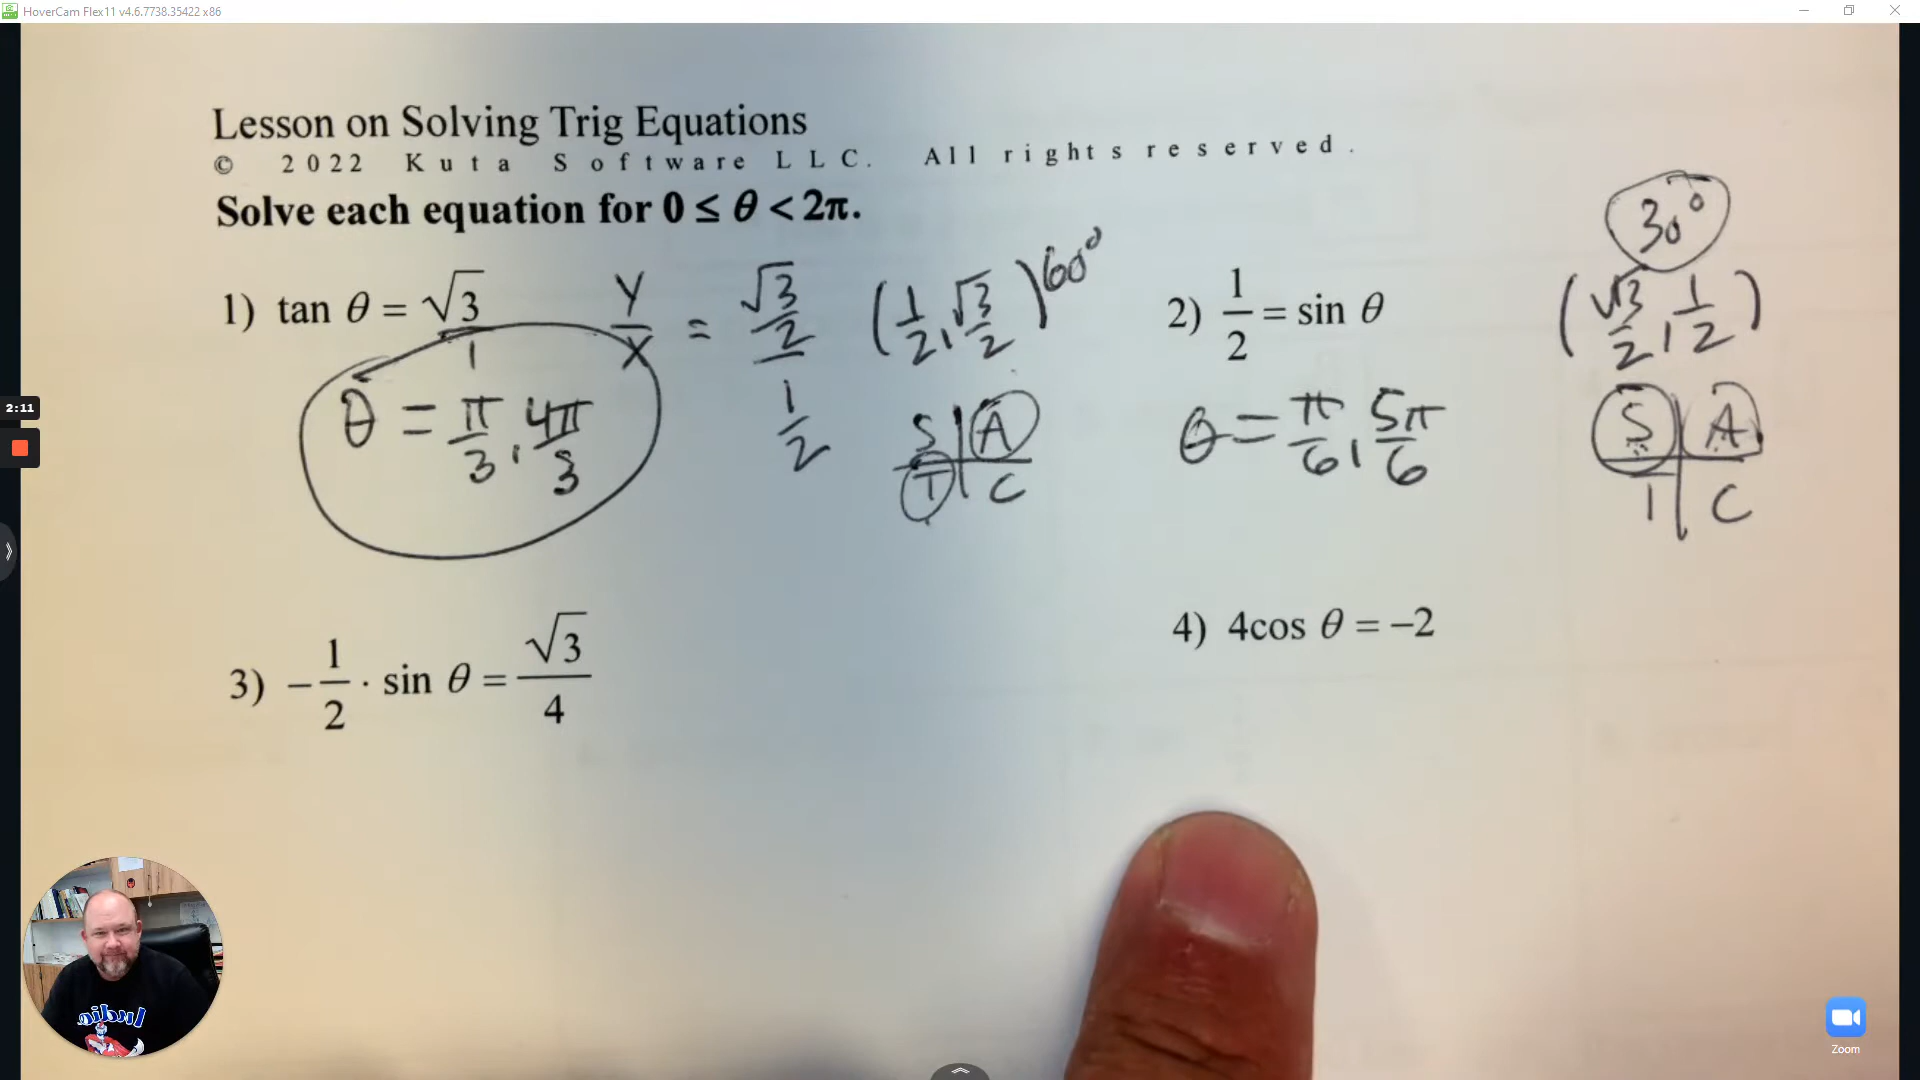 HoverCam Flex11 v4.6.7738.35422 x86
Lesson on Solving Trig Equations
© 2022 Kuta Software LLC. All rights reserved.
Solve each equation for 0 ≤ θ < 2π.
1) tan θ = √3
1
Y/X = (√3/2)/(1/2) (1/2, √3/2) 60°
θ = π/3, 4π/3
S A
T C
2) 1/2 = sin θ
30°
(√3/2, 1/2)
θ = π/6, 5π/6
S A
T C
3) -1/2 · sin θ = √3/4
4) 4cos θ = –2
2:11
Zoom